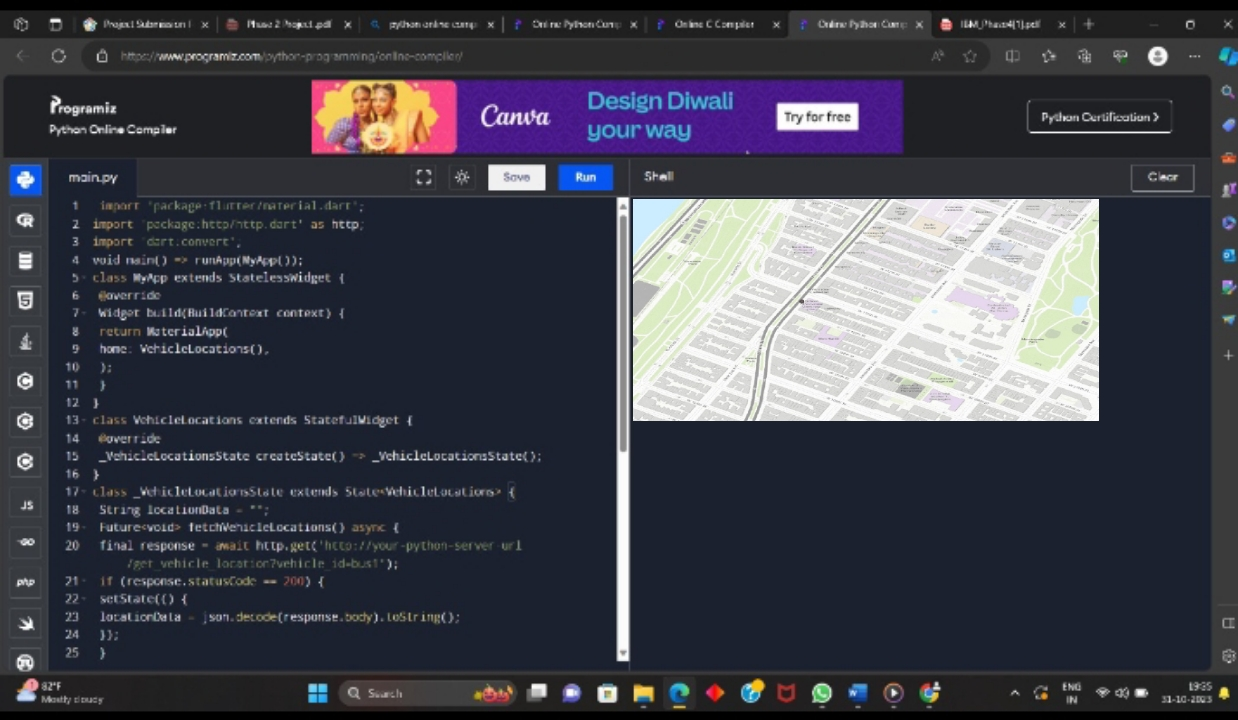 Project Submission
Phase 2 Project.pdf
python online comp
Online Python Comp
Online C Compiler
Online Python Comp
IBM_Phase4[1].pdf
https://www.programiz.com/python-programming/online-compiler/
Programiz
Python Online Compiler
Canva
Design Diwali
your way
Try for free
Python Certification >
main.py
Save
Run
Shell
Clear
1 import 'package:flutter/material.dart';
2 import 'package:http/http.dart' as http;
3 import 'dart:convert';
4 void main() => runApp(MyApp());
5 class MyApp extends StatelessWidget {
6 @override
7 Widget build(BuildContext context) {
8 return MaterialApp(
9 home: VehicleLocations(),
10 );
11 }
12 }
13 class VehicleLocations extends StatefulWidget {
14 @override
15 _VehicleLocationsState createState() => _VehicleLocationsState();
16 }
17 class _VehicleLocationsState extends State<VehicleLocations> {
18 String locationData = "";
19 Future<void> fetchVehicleLocations() async {
20 final response = await http.get('http://your-python-server-url
/get_vehicle_location?vehicle_id=bus1');
21 if (response.statusCode == 200) {
22 setState(() {
23 locationData = json.decode(response.body).toString();
24 });
25 }
JS
GO
php
82°F
Mostly cloudy
Search
ENG
IN
19:35
31-10-2023